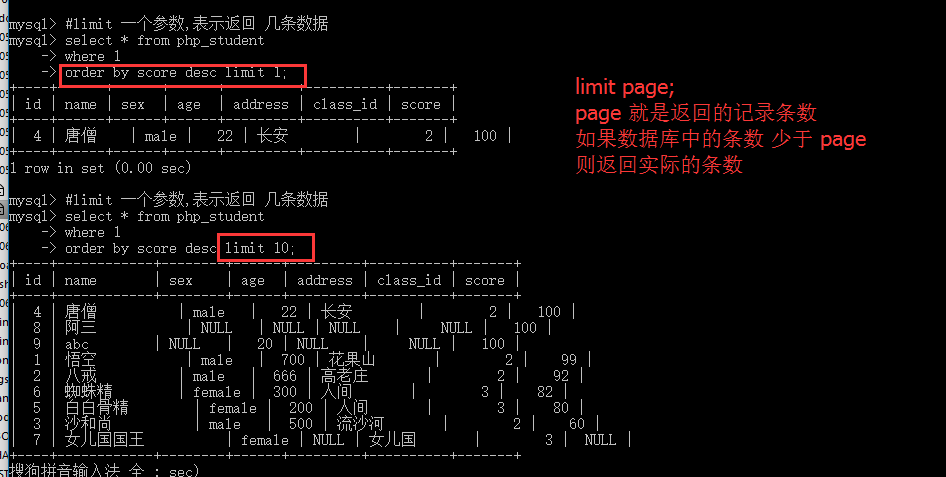 mysql> #limit 一个参数,表示返回 几条数据
mysql> select * from php_student
-> where 1
-> order by score desc limit 1;
| id | name | sex | age | address | class_id | score |
| 4 | 唐僧 | male | 22 | 长安 | 2 | 100 |
1 row in set (0.00 sec)
mysql> #limit 一个参数,表示返回 几条数据
mysql> select * from php_student
-> where 1
-> order by score desc limit 10;
| id | name | sex | age | address | class_id | score |
| 4 | 唐僧 | male | 22 | 长安 | 2 | 100 |
| 8 | 阿三 | NULL | NULL | NULL | NULL | 100 |
| 9 | abc | NULL | 20 | NULL | NULL | 100 |
| 1 | 悟空 | male | 700 | 花果山 | 2 | 99 |
| 2 | 八戒 | male | 666 | 高老庄 | 2 | 92 |
| 6 | 蜘蛛精 | female | 300 | 人间 | 3 | 82 |
| 5 | 白白骨精 | female | 200 | 人间 | 3 | 80 |
| 3 | 沙和尚 | male | 500 | 流沙河 | 2 | 60 |
| 7 | 女儿国国王 | female | NULL | 女儿国 | 3 | NULL |
搜狗拼音输入法 全 : sec)
limit page;
page 就是返回的记录条数
如果数据库中的条数 少于 page
则返回实际的条数